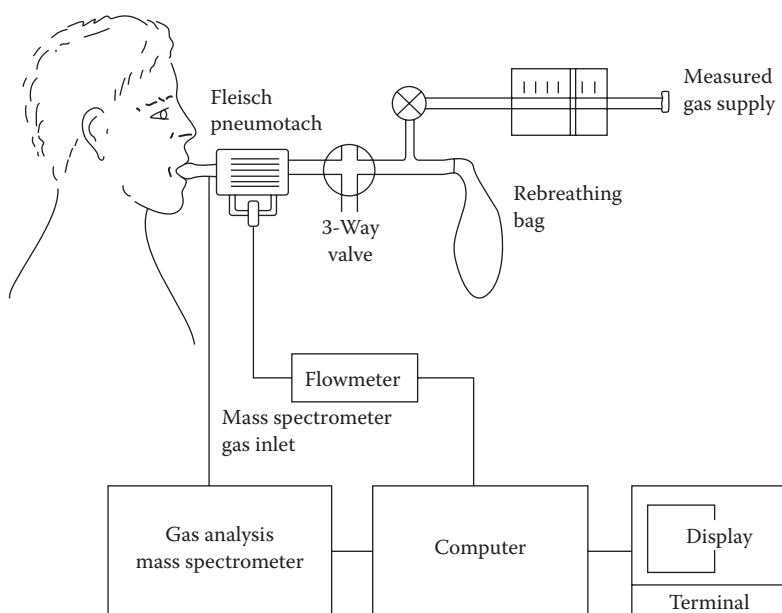 Fleisch
pneumotach
Measured
gas supply
3-Way
valve
Rebreathing
bag
Flowmeter
Mass spectrometer
gas inlet
Gas analysis
mass spectrometer
Computer
Display
Terminal